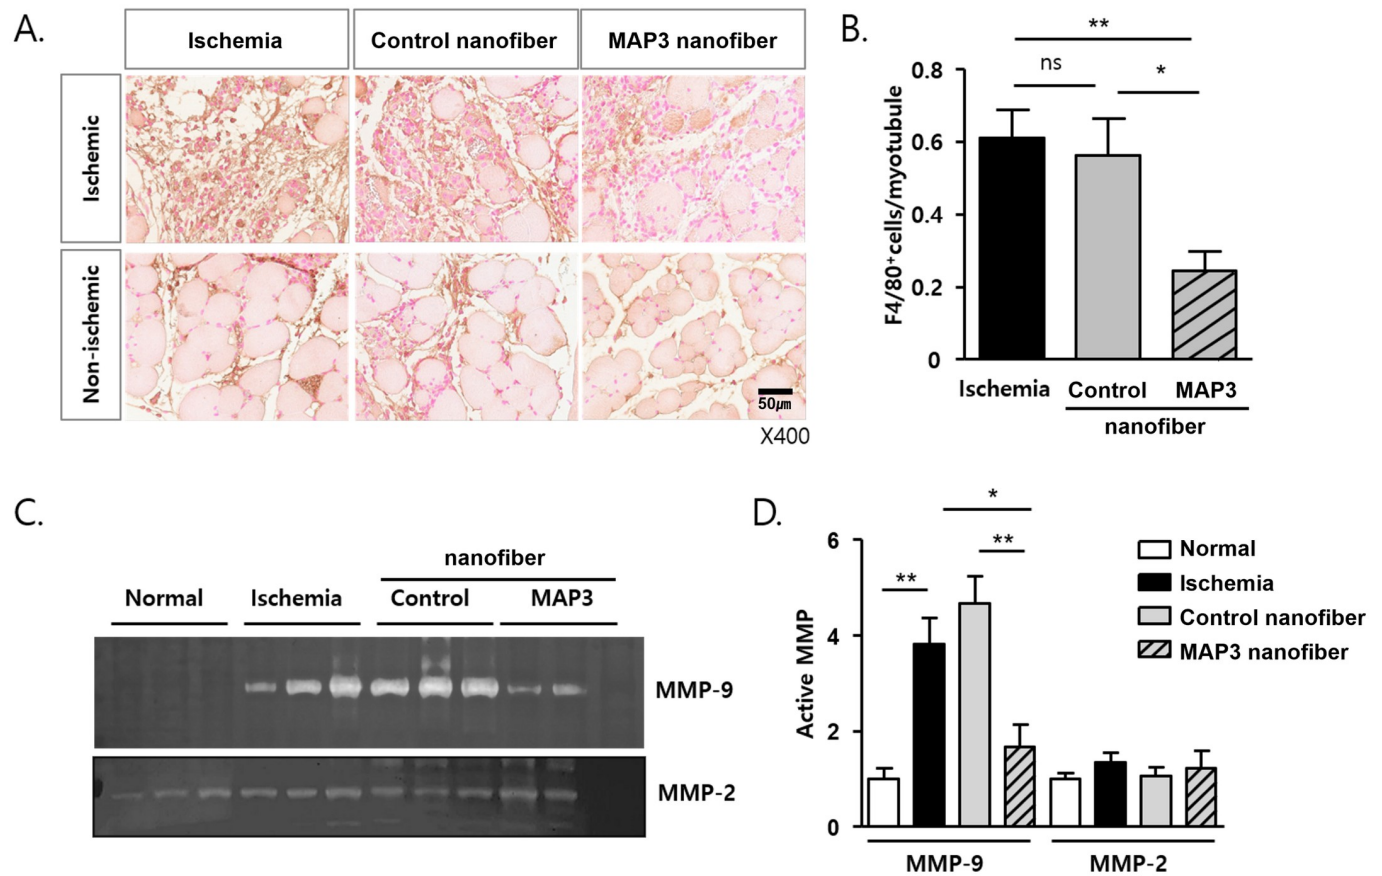 A.
Ischemia
Control nanofiber
MAP3 nanofiber
Ischemic
Non-ischemic
50㎛
X400
B.
**
ns
*
F4/80⁺cells/myotubule
0.8
0.6
0.4
0.2
0
Ischemia
Control
MAP3
nanofiber
C.
nanofiber
Normal
Ischemia
Control
MAP3
MMP-9
MMP-2
D.
*
**
**
Active MMP
6
4
2
0
Normal
Ischemia
Control nanofiber
MAP3 nanofiber
MMP-9
MMP-2